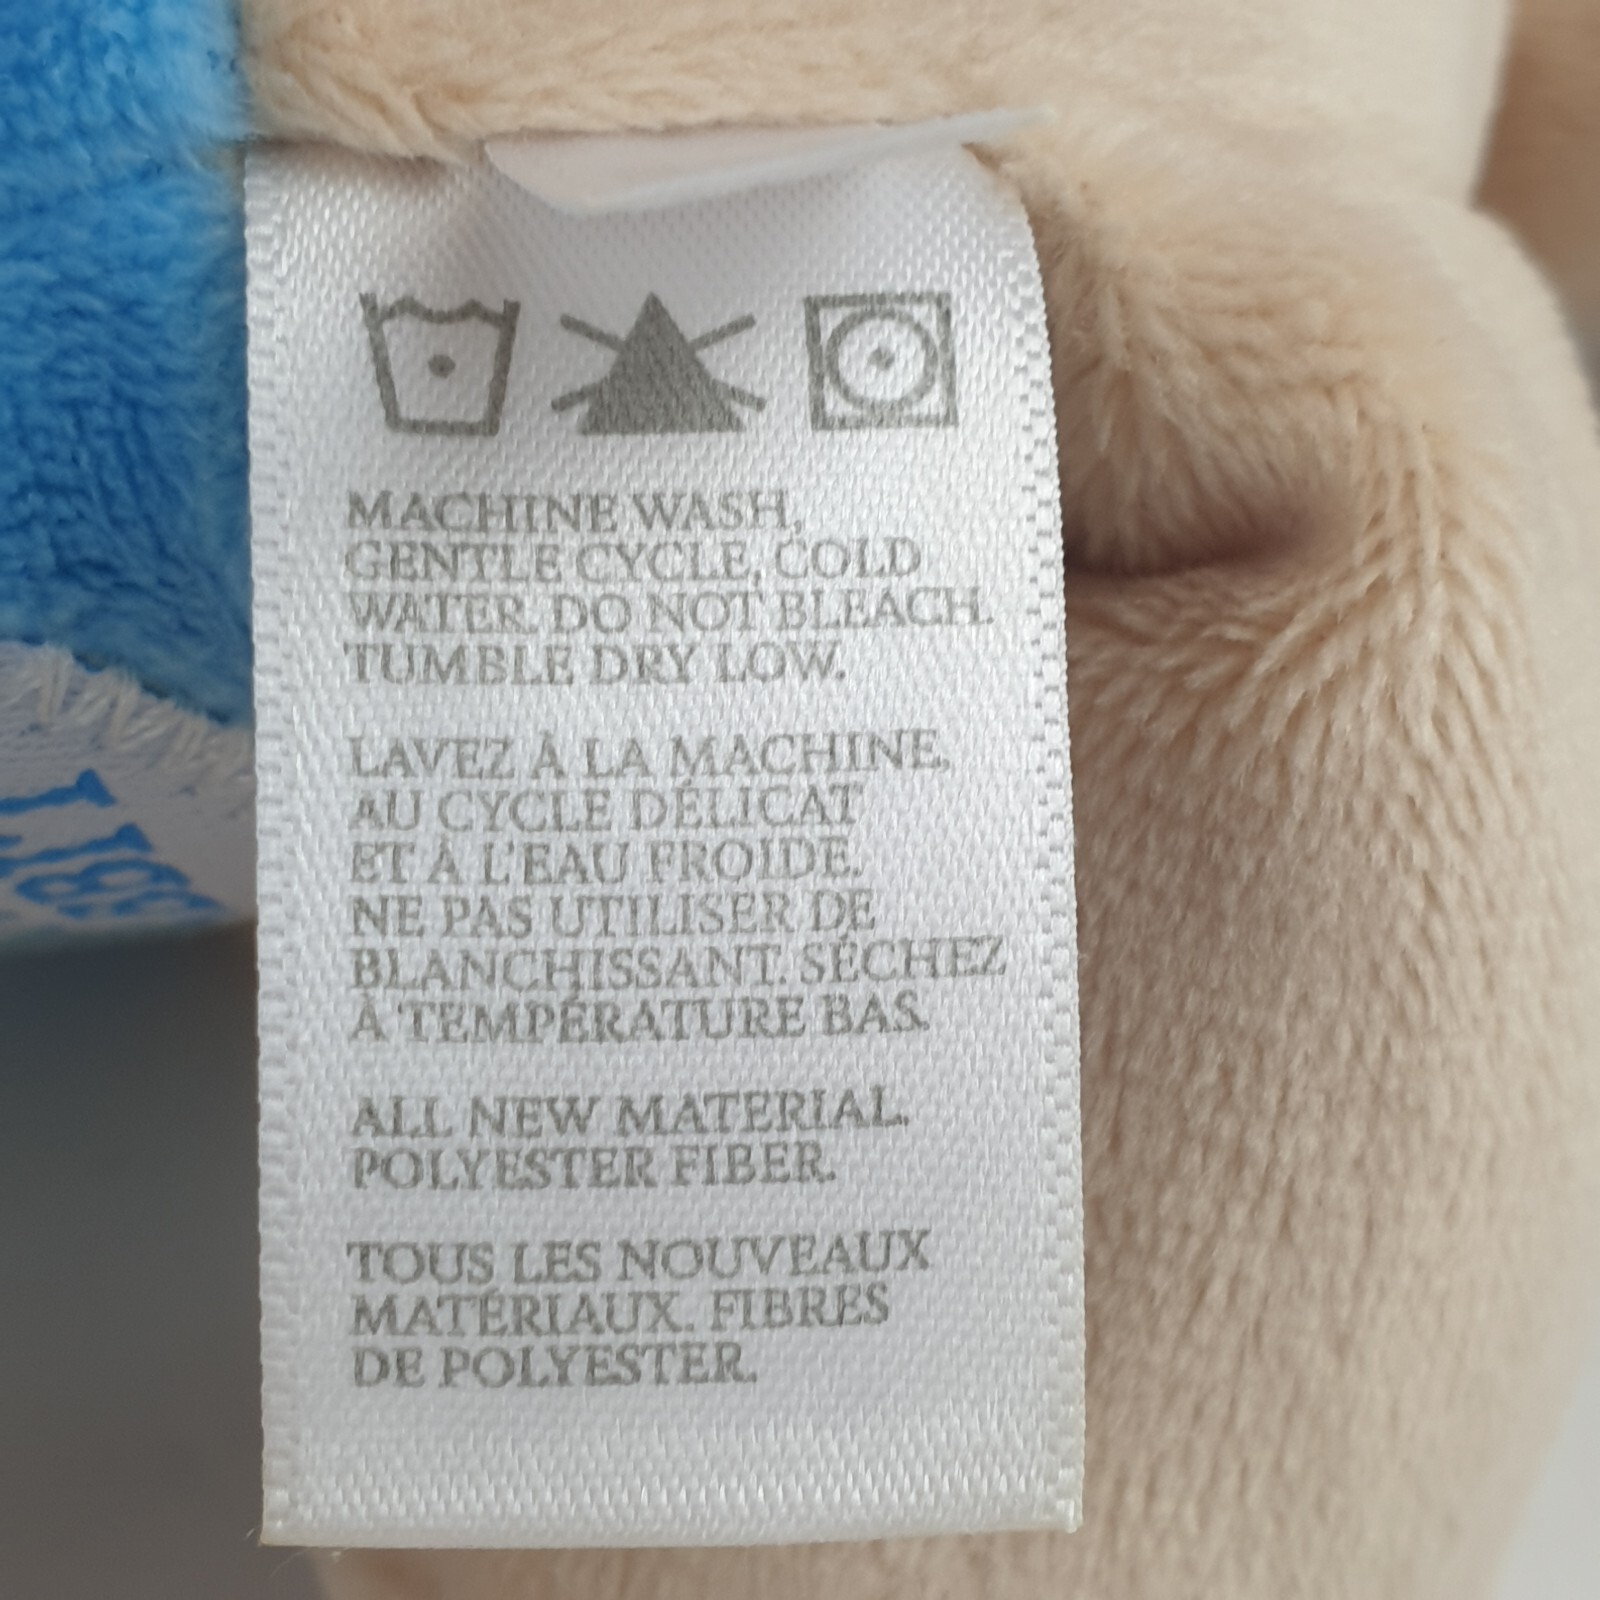 MACHINE WASH,
GENTLE CYCLE, COLD
WATER. DO NOT BLEACH.
TUMBLE DRY LOW.
LAVEZ À LA MACHINE,
AU CYCLE DÉLICAT
ET À L'EAU FROIDE.
NE PAS UTILISER DE
BLANCHISSANT. SÉCHEZ
À TEMPÉRATURE BAS.
ALL NEW MATERIAL.
POLYESTER FIBER.
TOUS LES NOUVEAUX
MATÉRIAUX. FIBRES
DE POLYESTER.